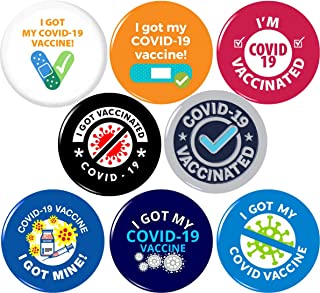 I GOT
MY COVID-19
VACCINE!
I GOT my
COVID-19
vaccine!
I'M
COVID
19
VACCINATED
I GOT VACCINATED
* COVID - 19 *
COVID-19
VACCINATED
COVID-19 VACCINE
I GOT MINE!
I GOT MY
COVID-19
VACCINE
I GOT MY
COVID VACCINE